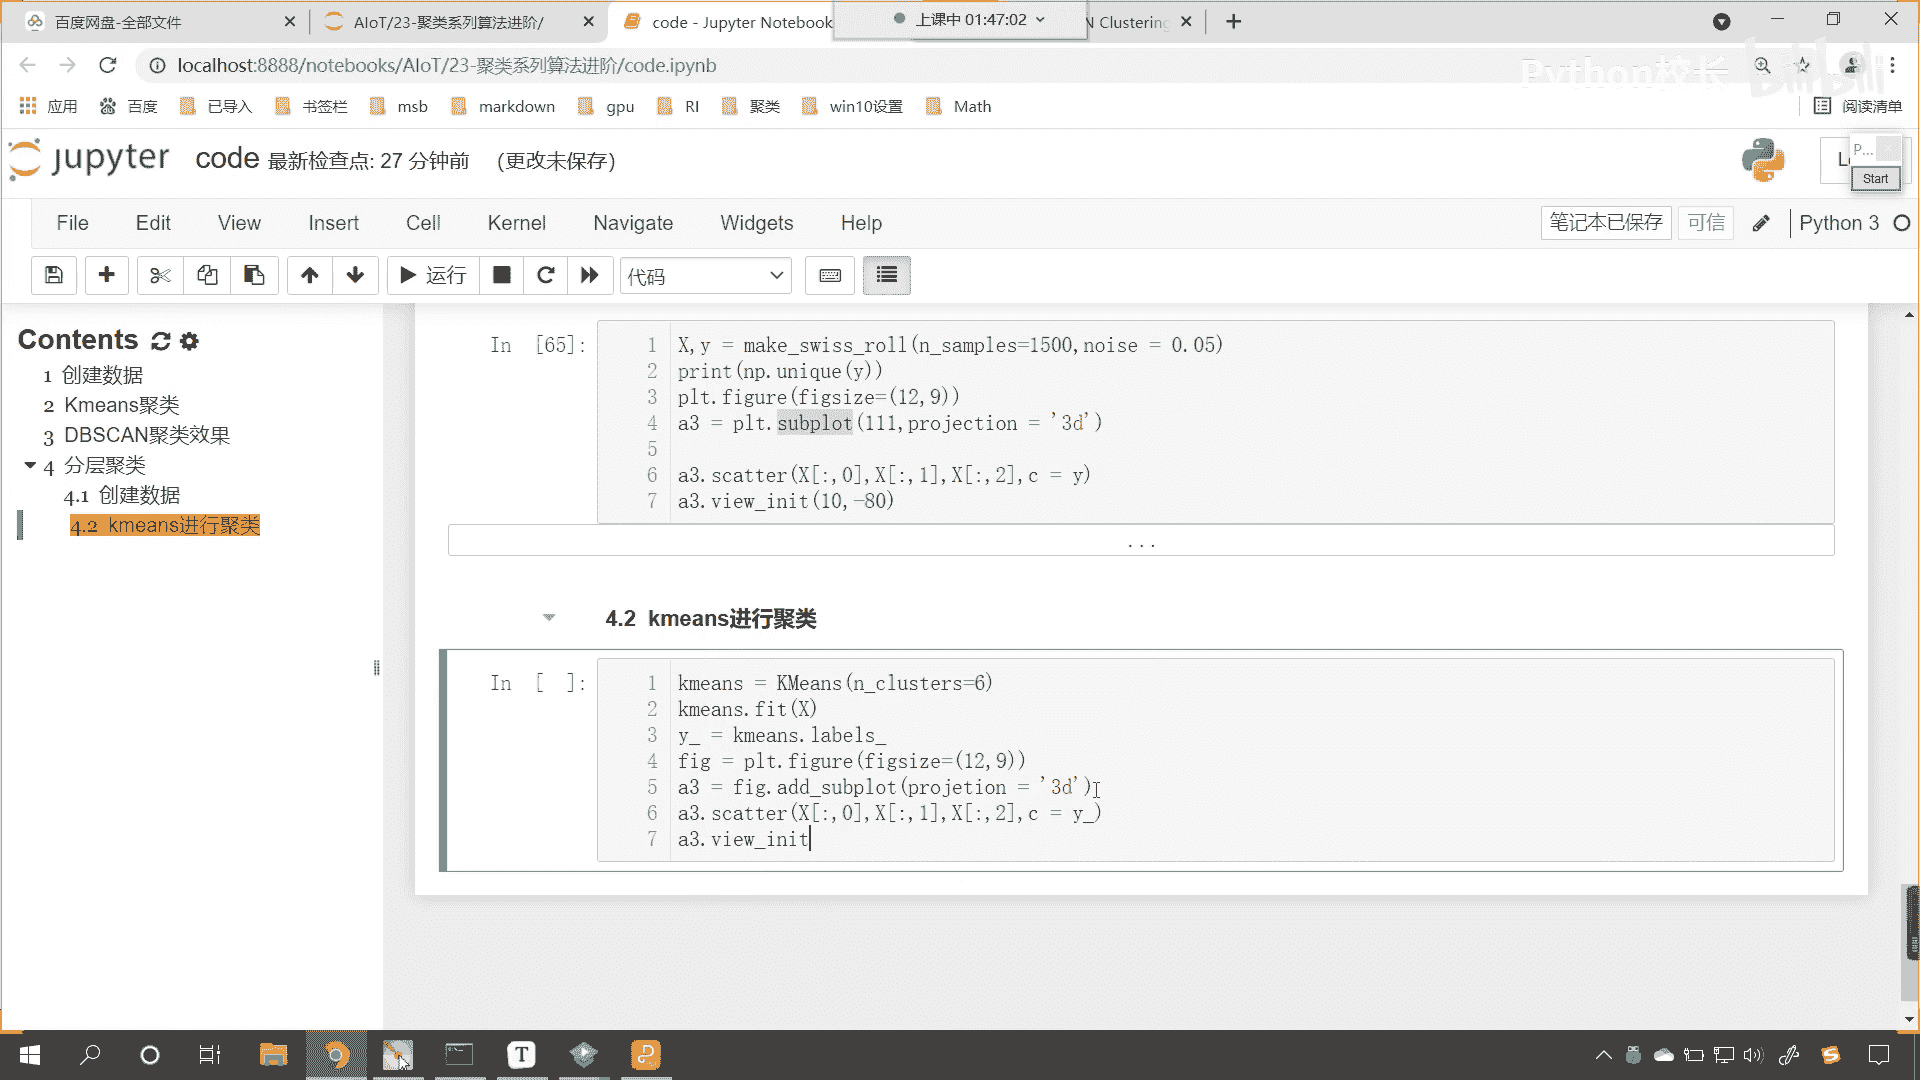 百度网盘-全部文件
AIoT/23-聚类系列算法进阶/
code - Jupyter Notebook
上课中 01:47:02
N Clustering
localhost:8888/notebooks/AIoT/23-聚类系列算法进阶/code.ipynb
Python校长
bilibili
应用 百度 已导入 书签栏 msb markdown gpu RI 聚类 win10设置 Math 阅读清单
jupyter code 最新检查点: 27 分钟前 (更改未保存)
P...
Start
File Edit View Insert Cell Kernel Navigate Widgets Help 笔记本已保存 可信 Python 3
运行 代码
Contents
1 创建数据
2 Kmeans聚类
3 DBSCAN聚类效果
4 分层聚类
4.1 创建数据
4.2 kmeans进行聚类
In [65]:
1 X,y = make_swiss_roll(n_samples=1500,noise = 0.05)
2 print(np.unique(y))
3 plt.figure(figsize=(12,9))
4 a3 = plt.subplot(111,projection = '3d')
5
6 a3.scatter(X[:,0],X[:,1],X[:,2],c = y)
7 a3.view_init(10,-80)
...
4.2 kmeans进行聚类
In [ ]:
1 kmeans = KMeans(n_clusters=6)
2 kmeans.fit(X)
3 y_ = kmeans.labels_
4 fig = plt.figure(figsize=(12,9))
5 a3 = fig.add_subplot(projetion = '3d')
6 a3.scatter(X[:,0],X[:,1],X[:,2],c = y_)
7 a3.view_init